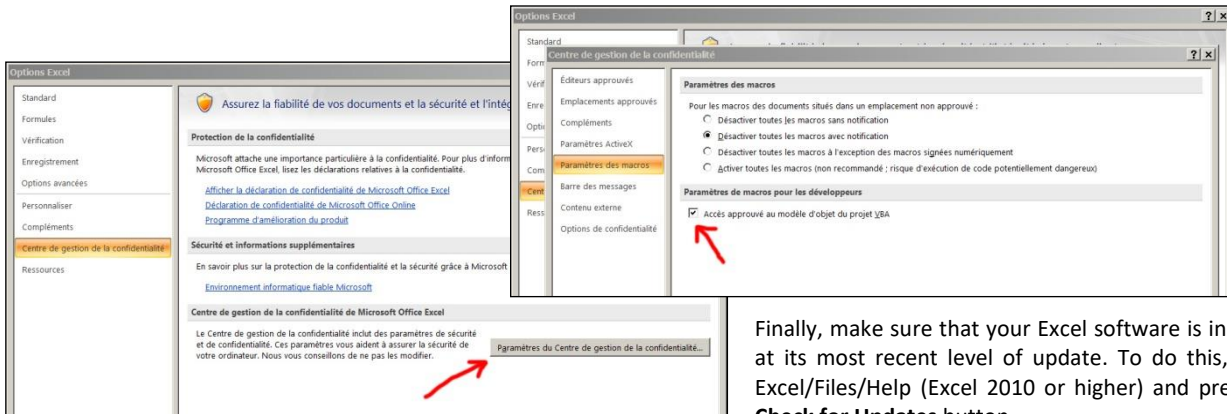 Options Excel
Standard
Formules
Vérification
Enregistrement
Options avancées
Personnaliser
Compléments
Centre de gestion de la confidentialité
Ressources
Assurez la fiabilité de vos documents et la sécurité et
Protection de la confidentialité
Microsoft attache une importance particulière à la confidentialité. Pour plus
Microsoft Office Excel, lisez les déclarations relatives à la confidentialité.
Afficher la déclaration de confidentialité de Microsoft Office Excel
Déclaration de confidentialité de Microsoft Office Online
Programme d'amélioration du produit
Sécurité et informations supplémentaires
En savoir plus sur la protection de la confidentialité et la sécurité grâce à Microsoft
Environnement informatique fiable Microsoft
Centre de gestion de la confidentialité de Microsoft Office Excel
Le Centre de gestion de la confidentialité inclut des paramètres de sécurité
et de confidentialité. Ces paramètres vous aident à assurer la sécurité de
votre ordinateur. Nous vous conseillons de ne pas les modifier.
Paramètres du Centre de gestion de la confidentialité...
Options Excel
Standard
Centre de gestion de la confidentialité
Éditeurs approuvés
Emplacements approuvés
Compléments
Paramètres ActiveX
Paramètres des macros
Barre des messages
Contenu externe
Options de confidentialité
Paramètres des macros
Pour les macros des documents situés dans un emplacement non approuvé :
Désactiver toutes les macros sans notification
Désactiver toutes les macros avec notification
Désactiver toutes les macros à l'exception des macros signées numériquement
Activer toutes les macros (non recommandé ; risque d'exécution de code potentiellement dangereux)
Paramètres de macros pour les développeurs
Accès approuvé au modèle d'objet du projet VBA
Finally, make sure that your Excel software is in
at its most recent level of update. To do this,
Excel/Files/Help (Excel 2010 or higher) and
Check for Updates button